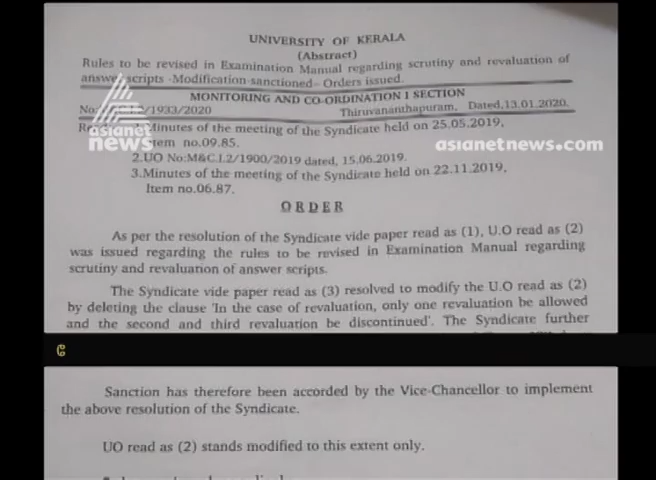 UNIVERSITY OF KERALA
(Abstract)
Rules to be revised in Examination Manual regarding scrutiny and revaluation of
answer scripts -Modification sanctioned- Orders issued.
MONITORING AND CO-ORDINATION I SECTION
/1933/2020 Thiruvananthapuram, Dated,13.01.2020.
Minutes of the meeting of the Syndicate held on 25.05.2019,
Item no.09.85.
2.UO No:M&C.I.2/1900/2019 dated, 15.06.2019.
3.Minutes of the meeting of the Syndicate held on 22.11.2019,
Item no.06.87.
asianet
news
asianetnews.com
ORDER
As per the resolution of the Syndicate vide paper read as (1), U.O read as (2)
was issued regarding the rules to be revised in Examination Manual regarding
scrutiny and revaluation of answer scripts.
The Syndicate vide paper read as (3) resolved to modify the U.O read as (2)
by deleting the clause 'In the case of revaluation, only one revaluation be allowed
and the second and third revaluation be discontinued'. The Syndicate further
Sanction has therefore been accorded by the Vice-Chancellor to implement
the above resolution of the Syndicate.
UO read as (2) stands modified to this extent only.